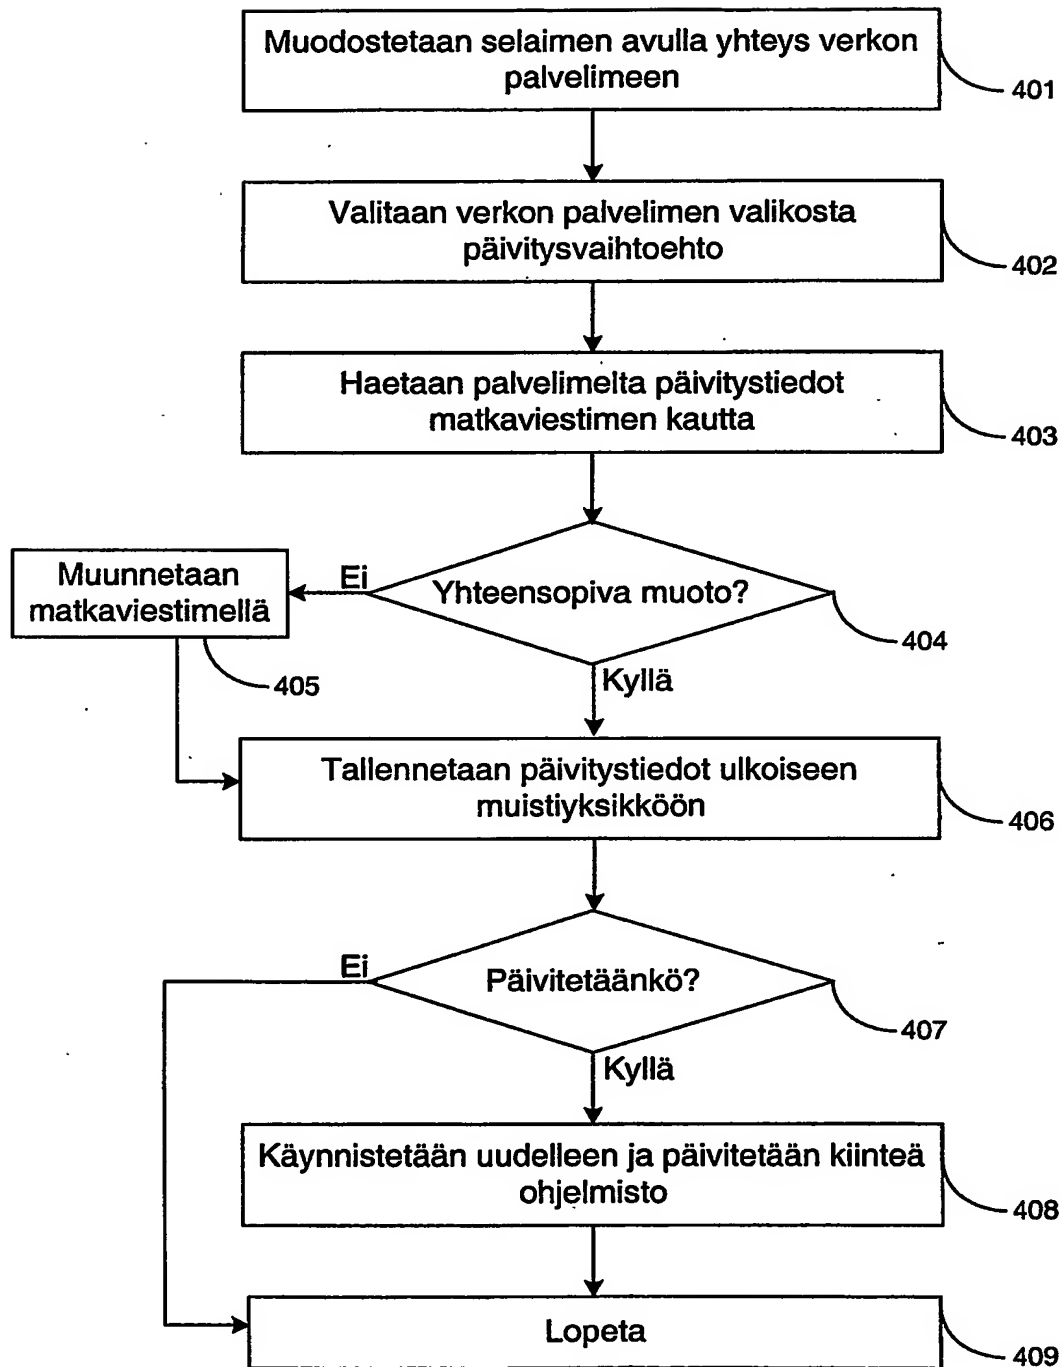 Muodostetaan selaimen avulla yhteys verkon
palvelimeen
401
Valitaan verkon palvelimen valikosta
päivitysvaihtoehto
402
Haetaan palvelimelta päivitystiedot
matkaviestimen kautta
403
Yhteensopiva muoto?
404
Ei
Muunnetaan
matkaviestimellä
405
Kyllä
Tallennetaan päivitystiedot ulkoiseen
muistiyksikköön
406
Päivitetäänkö?
407
Ei
Kyllä
Käynnistetään uudelleen ja päivitetään kiinteä
ohjelmisto
408
Lopeta
409